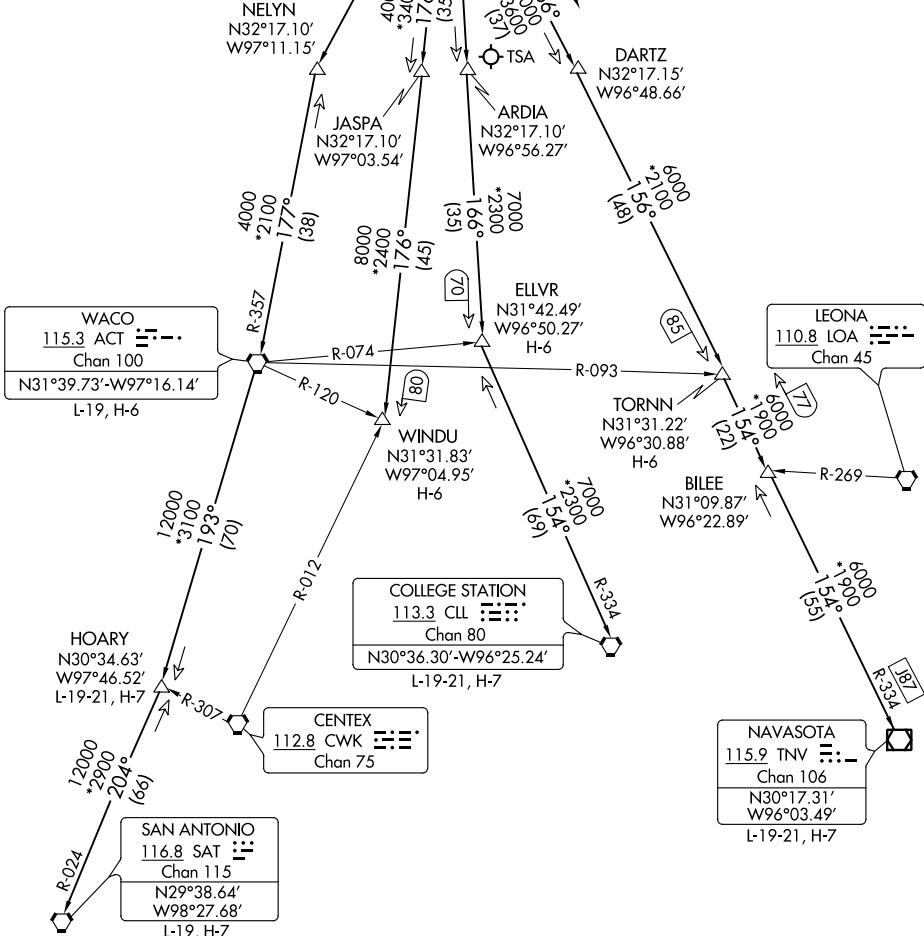 NELYN
N32°17.10′
W97°11.15′
TSA
DARTZ
N32°17.15′
W96°48.66′
JASPA
N32°17.10′
W97°03.54′
ARDIA
N32°17.10′
W96°56.27′
4000
*2100
177°
(38)
8000
*2400
176°
(45)
7000
*2300
166°
(35)
6000
*2100
156°
(48)
(37)
R-357
70
ELLVR
N31°42.49′
W96°50.27′
H-6
85
WACO
115.3 ACT
Chan 100
N31°39.73′-W97°16.14′
L-19, H-6
LEONA
110.8 LOA
Chan 45
R-074
R-093
R-120
80
WINDU
N31°31.83′
W97°04.95′
H-6
TORNN
N31°31.22′
W96°30.88′
H-6
77
6000
*1900
154°
(22)
BILEE
N31°09.87′
W96°22.89′
R-269
12000
*3100
193°
(70)
7000
*2300
154°
(69)
R-012
6000
*1900
154°
(55)
COLLEGE STATION
113.3 CLL
Chan 80
N30°36.30′-W96°25.24′
L-19-21, H-7
R-334
HOARY
N30°34.63′
W97°46.52′
L-19-21, H-7
R-307
R-334
J87
CENTEX
112.8 CWK
Chan 75
NAVASOTA
115.9 TNV
Chan 106
N30°17.31′
W96°03.49′
L-19-21, H-7
12000
*2900
204°
(66)
R-024
SAN ANTONIO
116.8 SAT
Chan 115
N29°38.64′
W98°27.68′
L-19, H-7